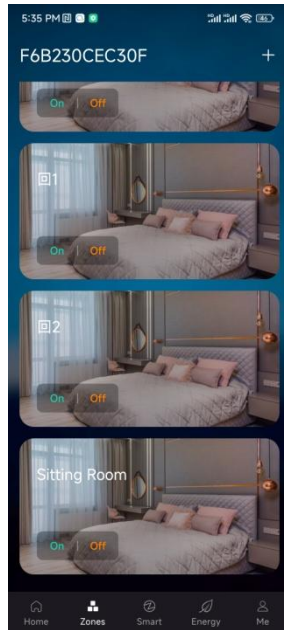 5:35 PM
F6B230CEC30F +
On | Off
回1
On | Off
回2
On | Off
Sitting Room
On | Off
Home Zones Smart Energy Me